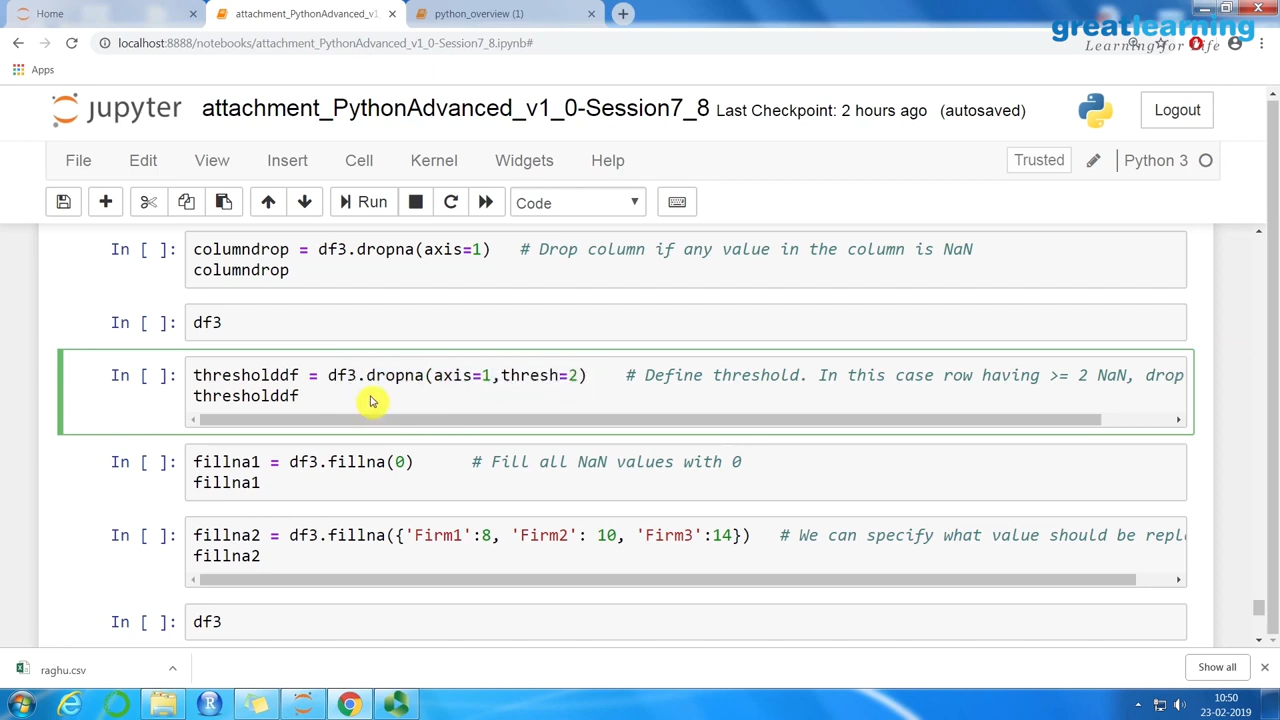 Home
attachment_PythonAdvanced_v1_
python_overview (1)
greatlearning
Learning for Life
localhost:8888/notebooks/attachment_PythonAdvanced_v1_0-Session7_8.ipynb#
Apps
jupyter attachment_PythonAdvanced_v1_0-Session7_8 Last Checkpoint: 2 hours ago (autosaved)
Logout
File Edit View Insert Cell Kernel Widgets Help
Trusted
Python 3
Run
Code
In [ ]: columndrop = df3.dropna(axis=1)   # Drop column if any value in the column is NaN
columndrop
In [ ]: df3
In [ ]: thresholddf = df3.dropna(axis=1,thresh=2)    # Define threshold. In this case row having >= 2 NaN, drop
thresholddf
In [ ]: fillna1 = df3.fillna(0)      # Fill all NaN values with 0
fillna1
In [ ]: fillna2 = df3.fillna({'Firm1':8, 'Firm2': 10, 'Firm3':14})   # We can specify what value should be repl
fillna2
In [ ]: df3
raghu.csv
Show all
10:50
23-02-2019